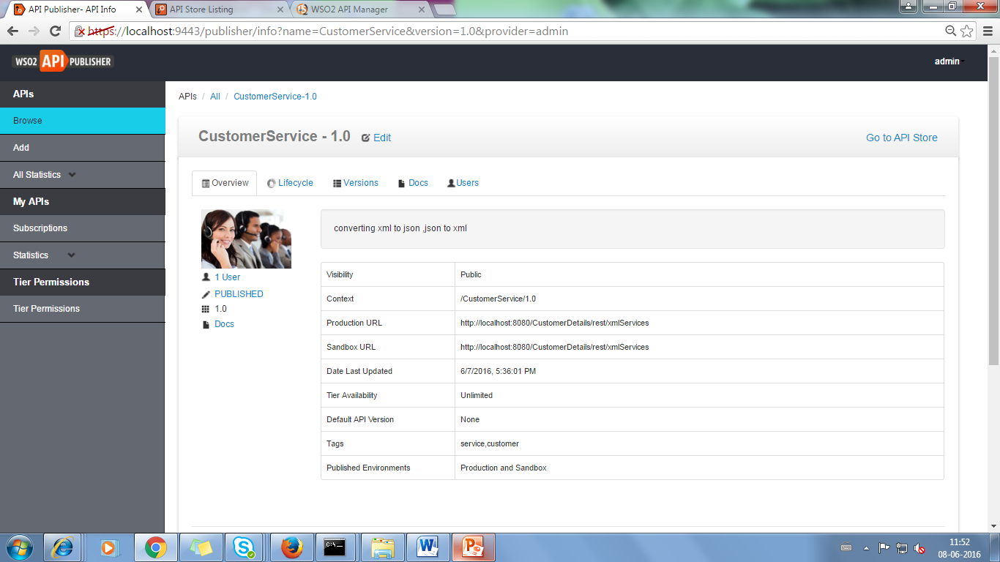 API Publisher- API Info
API Store Listing
WSO2 API Manager
https://localhost:9443/publisher/info?name=CustomerService&version=1.0&provider=admin
WSO2 API PUBLISHER
admin
APIs
Browse
Add
All Statistics
My APIs
Subscriptions
Statistics
Tier Permissions
Tier Permissions
APIs / All / CustomerService-1.0
CustomerService - 1.0 Edit
Go to API Store
Overview Lifecycle Versions Docs Users
1 User
PUBLISHED
1.0
Docs
converting xml to json ,json to xml
Visibility Public
Context /CustomerService/1.0
Production URL http://localhost:8080/CustomerDetails/rest/xmlServices
Sandbox URL http://localhost:8080/CustomerDetails/rest/xmlServices
Date Last Updated 6/7/2016, 5:36:01 PM
Tier Availability Unlimited
Default API Version None
Tags service,customer
Published Environments Production and Sandbox
11:52
08-06-2016